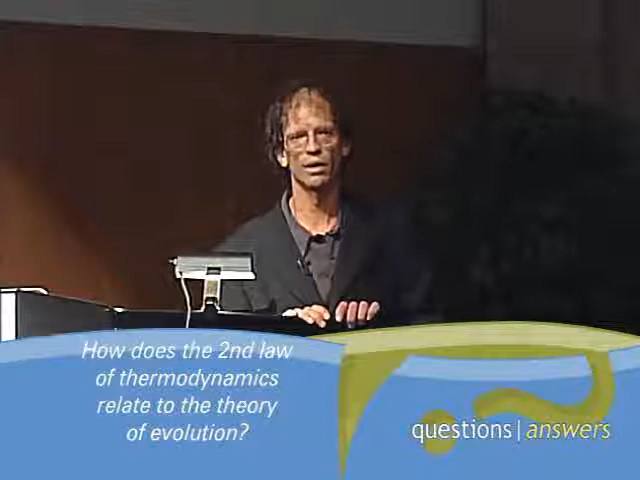 How does the 2nd law
of thermodynamics
relate to the theory
of evolution?
questions | answers